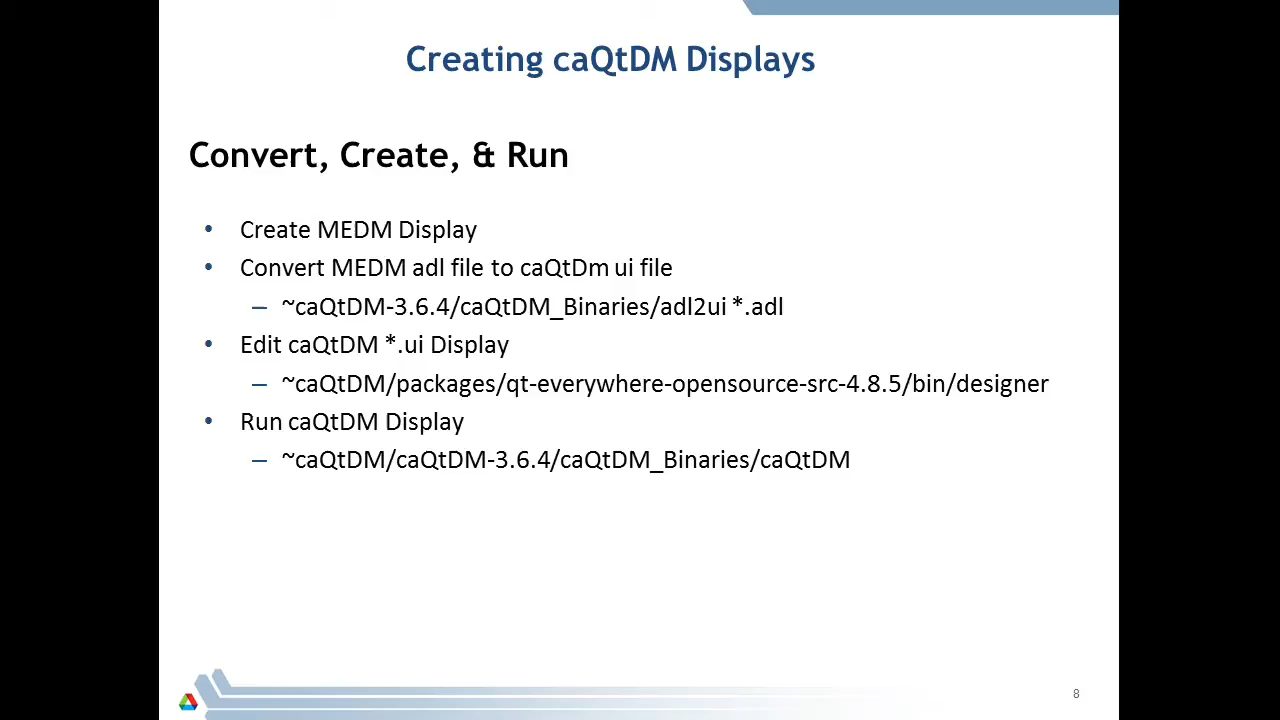 Creating caQtDM Displays
Convert, Create, & Run
• Create MEDM Display
• Convert MEDM adl file to caQtDm ui file
– ~caQtDM-3.6.4/caQtDM_Binaries/adl2ui *.adl
• Edit caQtDM *.ui Display
– ~caQtDM/packages/qt-everywhere-opensource-src-4.8.5/bin/designer
• Run caQtDM Display
– ~caQtDM/caQtDM-3.6.4/caQtDM_Binaries/caQtDM
8